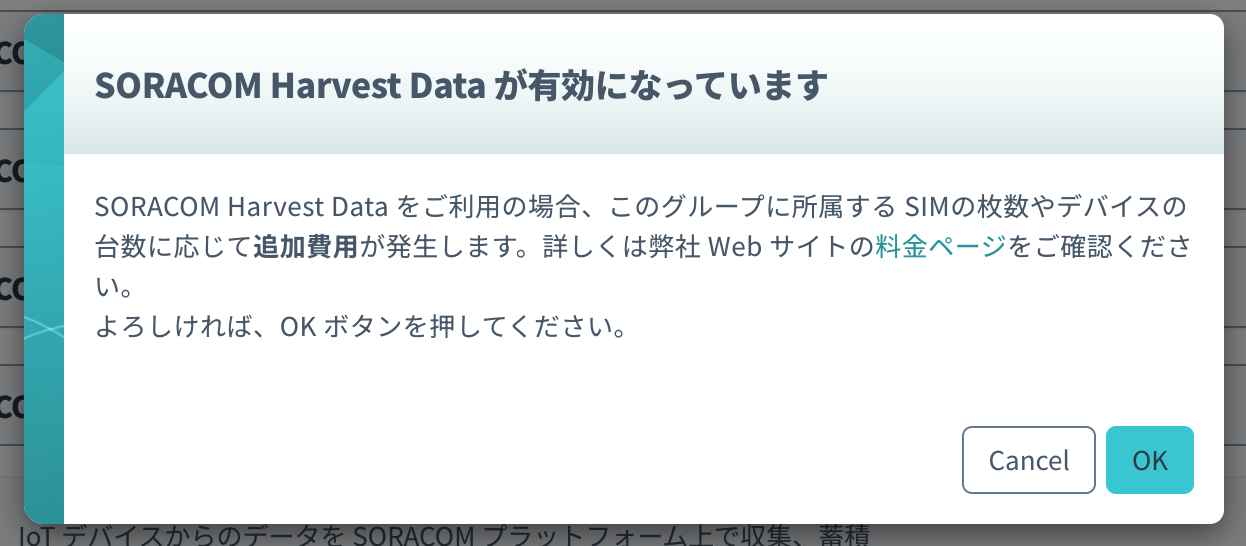 SORACOM Harvest Data が有効になっています
SORACOM Harvest Data をご利用の場合、このグループに所属する SIMの枚数やデバイスの
台数に応じて追加費用が発生します。詳しくは弊社 Web サイトの料金ページをご確認くださ
い。
よろしければ、OK ボタンを押してください。
Cancel
OK
IoT デバイスからのデータを SORACOM プラットフォーム上で収集、蓄積